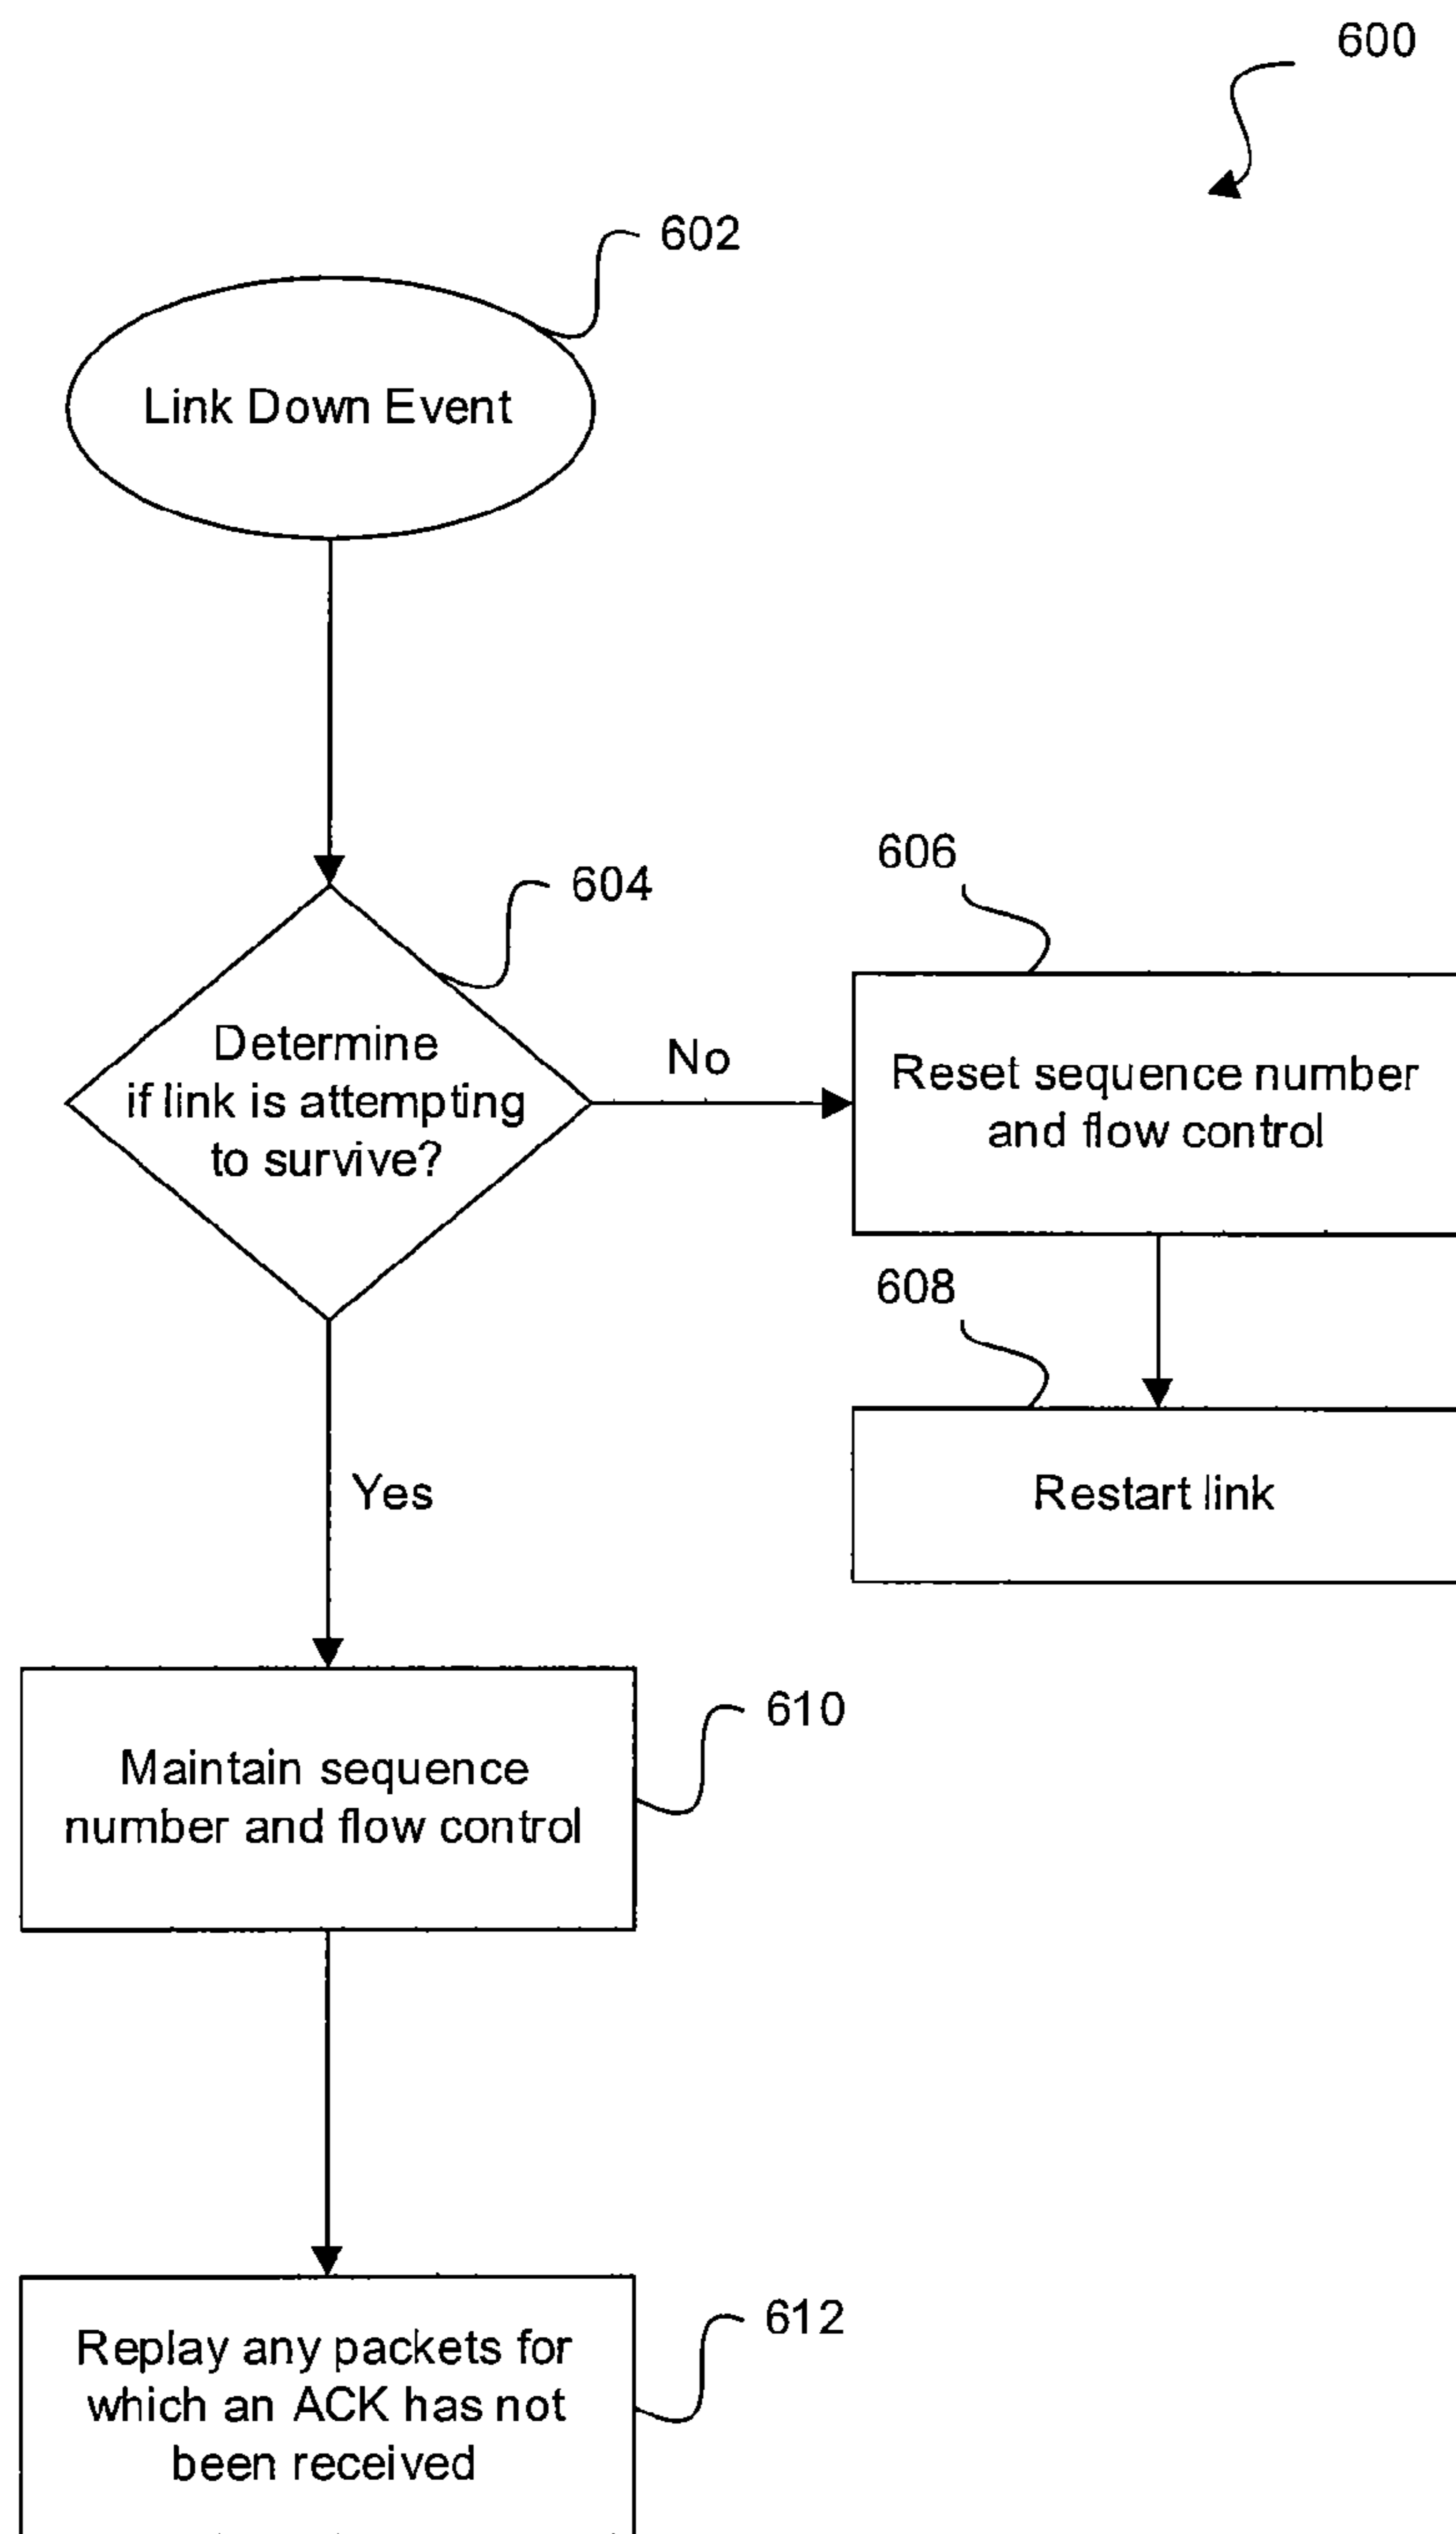 600
602
Link Down Event
604
Determine
if link is attempting
to survive?
No
606
Reset sequence number
and flow control
608
Restart link
Yes
610
Maintain sequence
number and flow control
612
Replay any packets for
which an ACK has not
been received